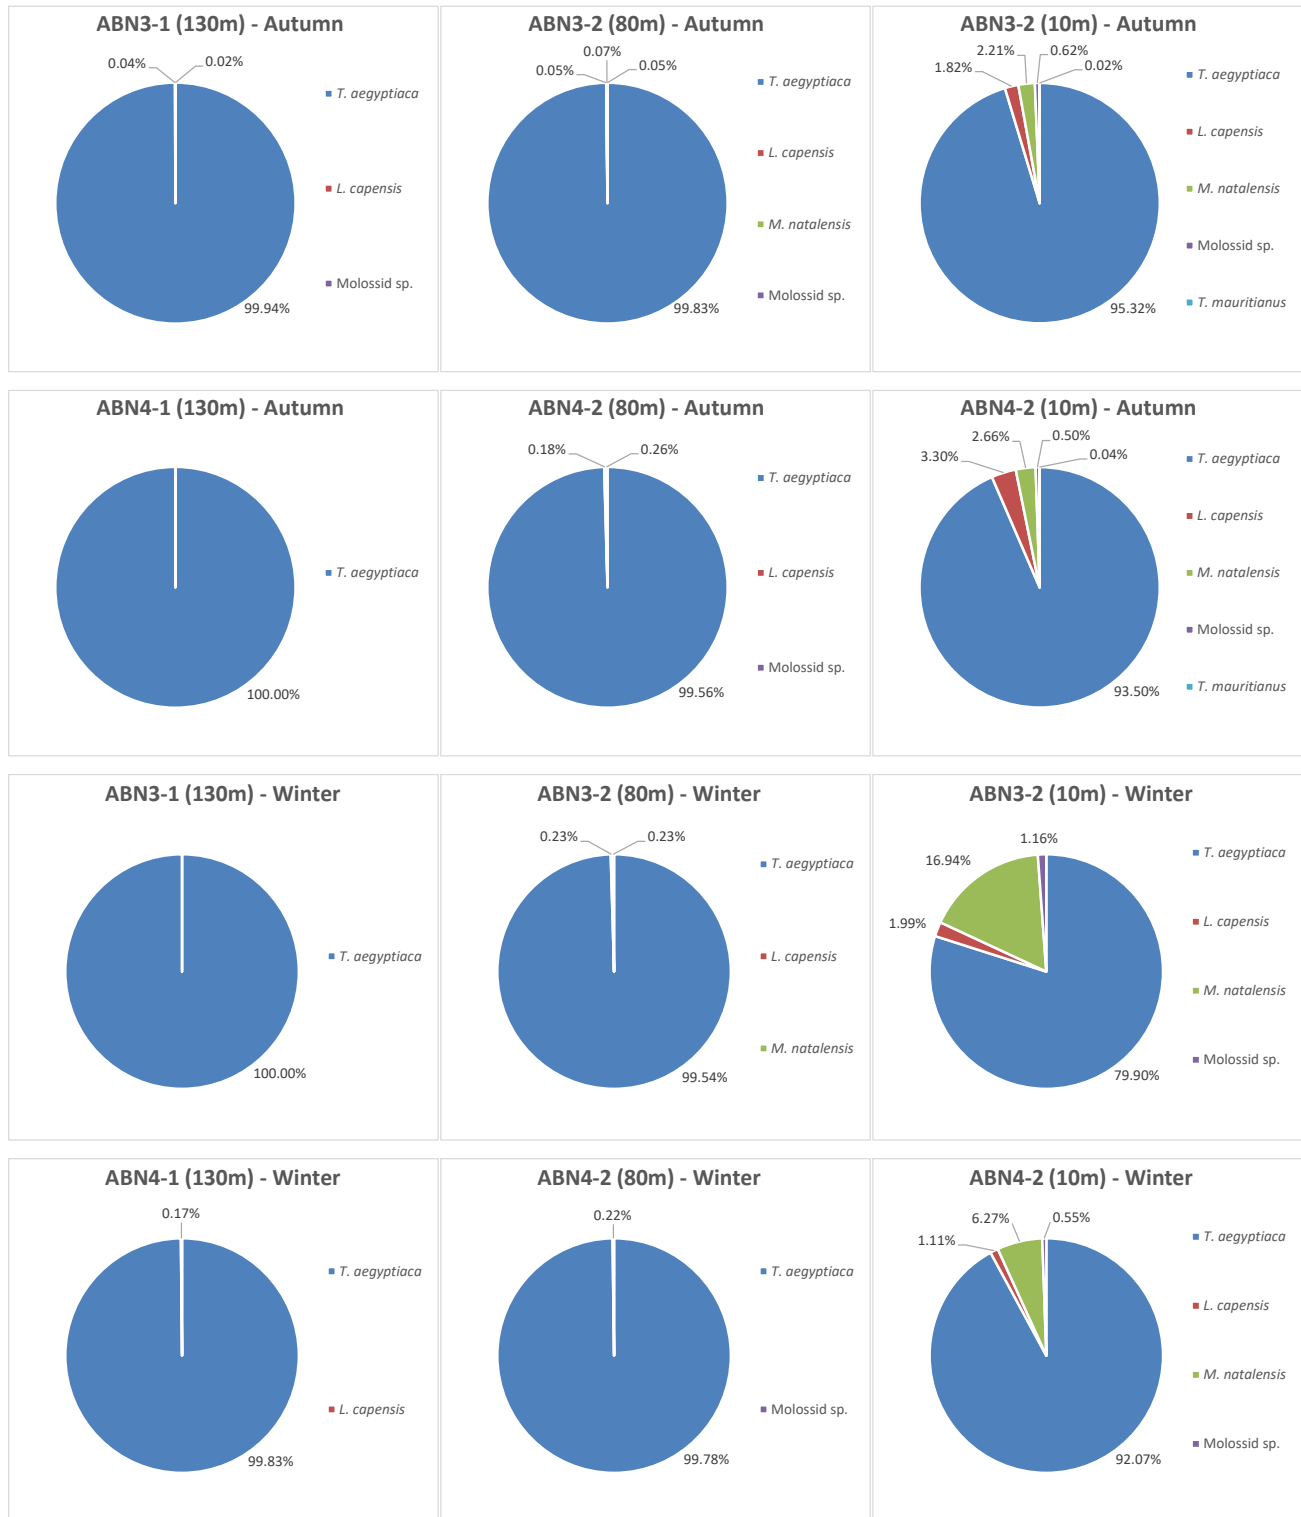 ABN3-1 (130m) - Autumn
0.04%
0.02%
T. aegyptiaca
L. capensis
Molossid sp.
99.94%
ABN3-2 (80m) - Autumn
0.07%
0.05%
0.05%
T. aegyptiaca
L. capensis
M. natalensis
Molossid sp.
99.83%
ABN3-2 (10m) - Autumn
2.21%
0.62%
1.82%
0.02%
T. aegyptiaca
L. capensis
M. natalensis
Molossid sp.
T. mauritianus
95.32%
ABN4-1 (130m) - Autumn
T. aegyptiaca
100.00%
ABN4-2 (80m) - Autumn
0.18%
0.26%
T. aegyptiaca
L. capensis
Molossid sp.
99.56%
ABN4-2 (10m) - Autumn
2.66%
0.50%
3.30%
0.04%
T. aegyptiaca
L. capensis
M. natalensis
Molossid sp.
T. mauritianus
93.50%
ABN3-1 (130m) - Winter
T. aegyptiaca
100.00%
ABN3-2 (80m) - Winter
0.23%
0.23%
T. aegyptiaca
L. capensis
M. natalensis
99.54%
ABN3-2 (10m) - Winter
1.16%
16.94%
1.99%
T. aegyptiaca
L. capensis
M. natalensis
Molossid sp.
79.90%
ABN4-1 (130m) - Winter
0.17%
T. aegyptiaca
L. capensis
99.83%
ABN4-2 (80m) - Winter
0.22%
T. aegyptiaca
Molossid sp.
99.78%
ABN4-2 (10m) - Winter
6.27%
0.55%
1.11%
T. aegyptiaca
L. capensis
M. natalensis
Molossid sp.
92.07%